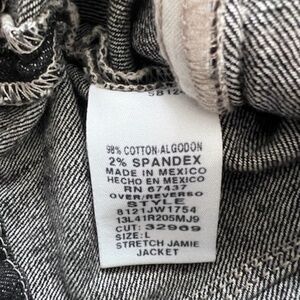 98% COTTON-ALGODON
2% SPANDEX
MADE IN MEXICO
HECHO EN MEXICO
RN 67437
OVER/REVERSO
STYLE
8121JW1754
13L41R205MJ9
CUT: 32969
SIZE: L
STRETCH JAMIE
JACKET